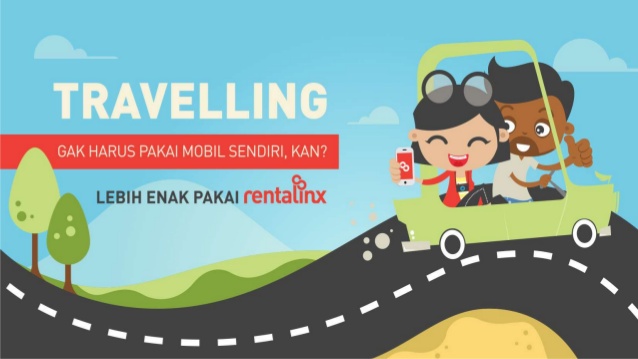 TRAVELLING
GAK HARUS PAKAI MOBIL SENDIRI, KAN?
LEBIH ENAK PAKAI rentalinx